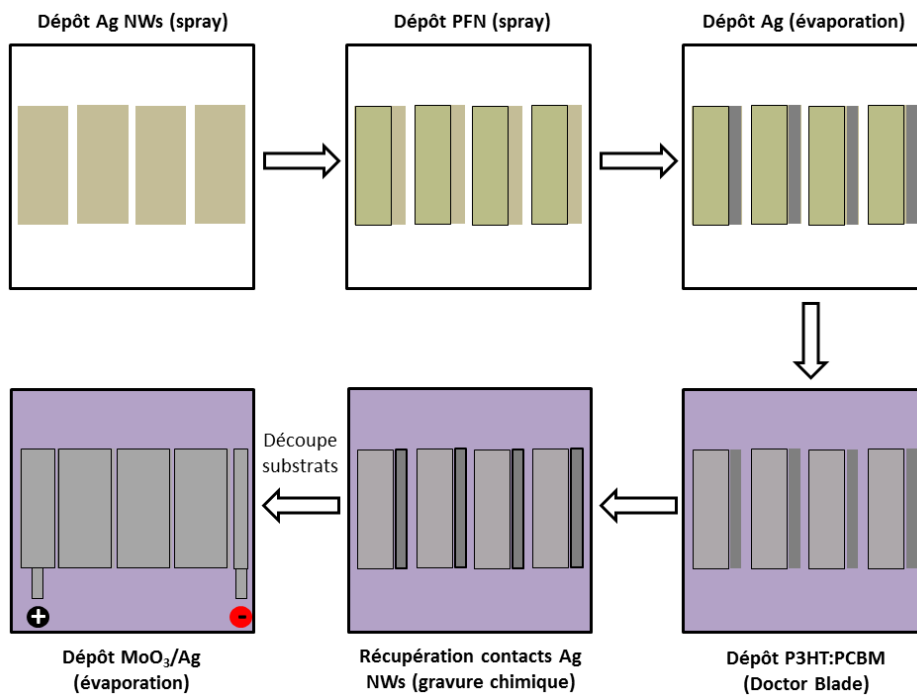 Dépôt Ag NWs (spray)
Dépôt PFN (spray)
Dépôt Ag (évaporation)
Découpe
substrats
+
-
Dépôt MoO₃/Ag
(évaporation)
Récupération contacts Ag
NWs (gravure chimique)
Dépôt P3HT:PCBM
(Doctor Blade)